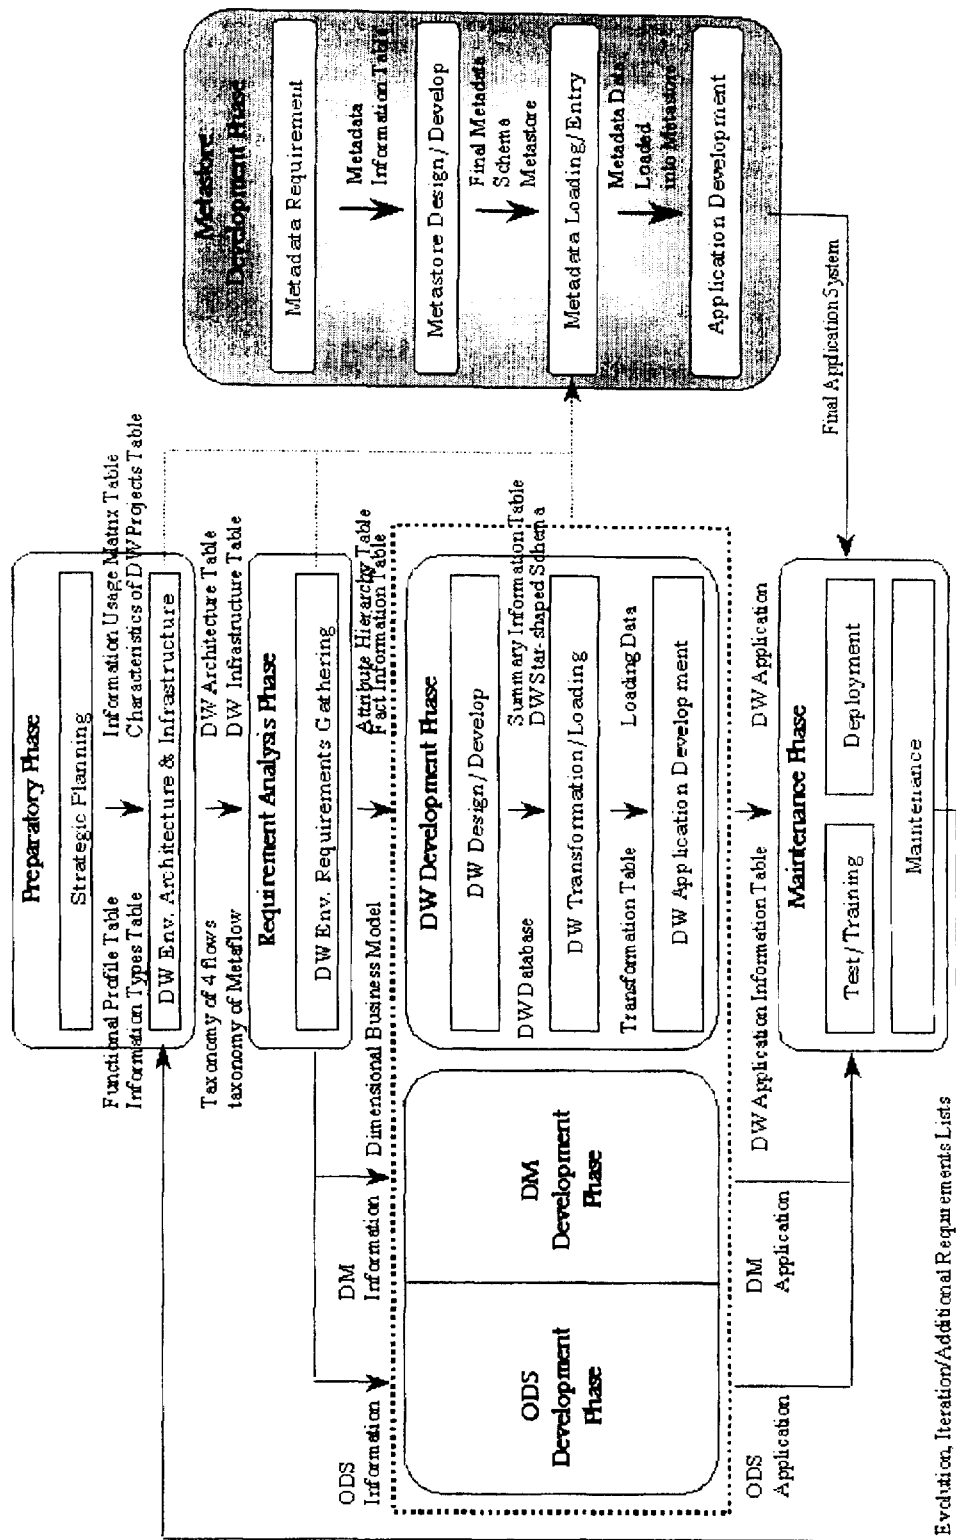 Preparatory Phase
Strategic Planning
Functional Profile Table
Information Types Table
Information Usage Matrix Table
Characteristics of DW Projects Table
DW Env. Architecture & Infrastructure
Taxonomy of 4 flows
taxonomy of Metaflow
DW Architecture Table
DW Infrastructure Table
Requirement Analysis Phase
DW Env. Requirements Gathering
ODS
Information
DM
Information
Dimensional Business Model
Attribute Hierarchy Table
Fact Information Table
ODS
Development
Phase
DM
Development
Phase
DW Development Phase
DW Design/Develop
DW Database
Summary Information Table
DW Star-shaped Schema
DW Transformation/Loading
Transformation Table
Loading Data
DW Application Development
ODS
Application
DM
Application
DW Application Information Table
DW Application
Maintenance Phase
Test/Training
Deployment
Maintenance
Evolution, Iteration/Additional Requirements Lists
Metastore
Development Phase
Metadata Requirement
Metadata
Information Table
Metastore Design/Develop
Final Metadata
Schema
Metastore
Metadata Loading/Entry
Metadata Data
Loaded
into Metastore
Application Development
Final Application System